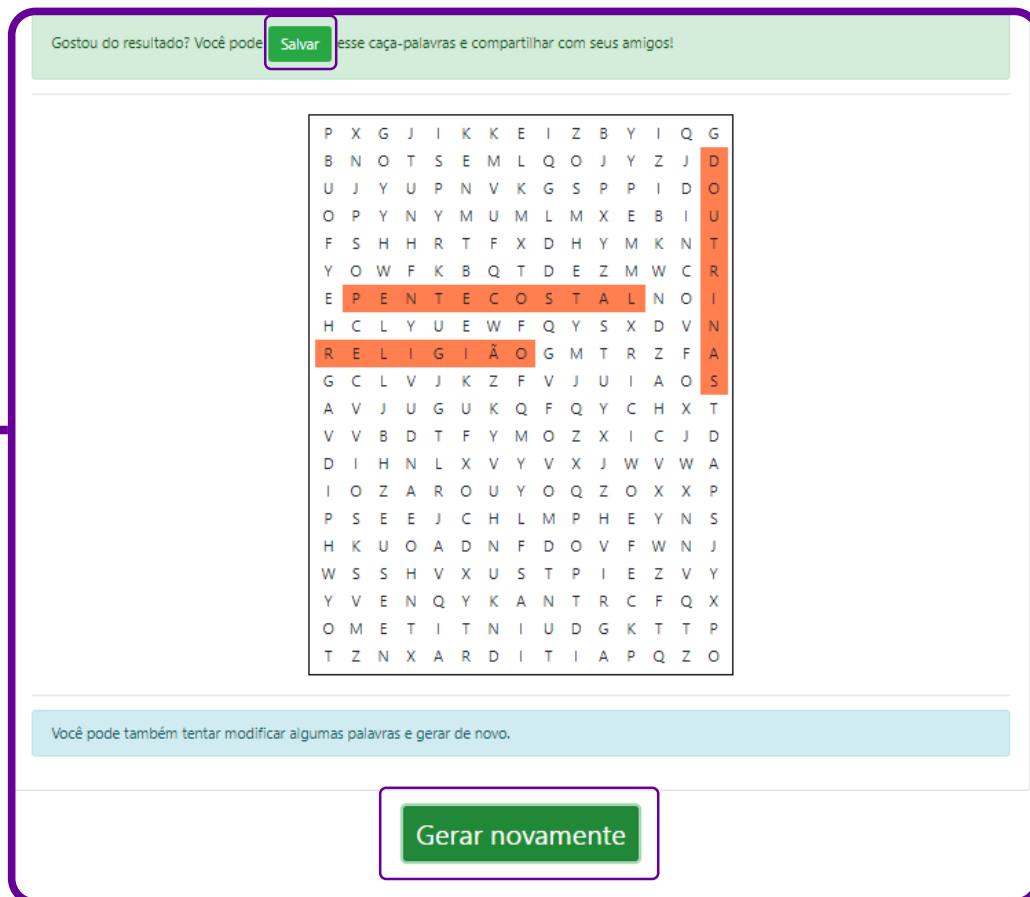 Gostou do resultado? Você pode Salvar esse caça-palavras e compartilhar com seus amigos!
P X G J I K K E I Z B Y I Q G
B N O T S E M L Q O J Y Z J D
U J Y U P N V K G S P P I D O
O P Y N Y M U M L M X E B I U
F S H H R T F X D H Y M K N T
Y O W F K B Q T D E Z M W C R
E P E N T E C O S T A L N O I
H C L Y U E W F Q Y S X D V N
R E L I G I Ã O G M T R Z F A
G C L V J K Z F V J U I A O S
A V J U G U K Q F Q Y C H X T
V V B D T F Y M O Z X I C J D
D I H N L X V Y V X J W V W A
I O Z A R O U Y O Q Z O X X P
P S E E J C H L M P H E Y N S
H K U O A D N F D O V F W N J
W S S H V X U S T P I E Z V Y
Y V E N Q Y K A N T R C F Q X
O M E T I T N I U D G K T T P
T Z N X A R D I T I A P Q Z O
Você pode também tentar modificar algumas palavras e gerar de novo.
Gerar novamente